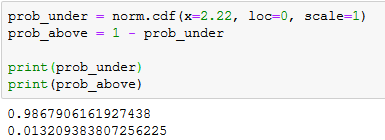 prob_under = norm.cdf(x=2.22, loc=0, scale=1)
prob_above = 1 - prob_under
print(prob_under)
print(prob_above)
0.9867906161927438
0.013209383807256225